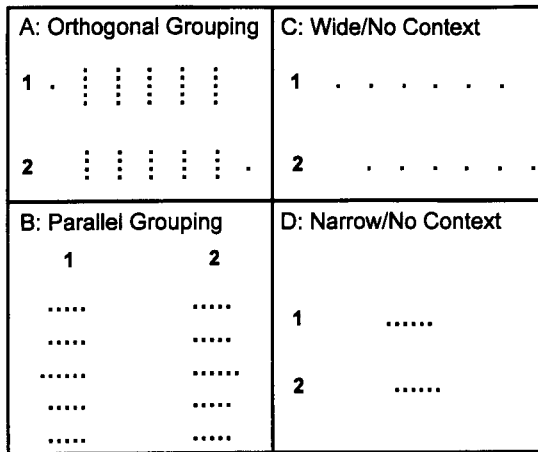 A: Orthogonal Grouping
1
2
B: Parallel Grouping
1 2
C: Wide/No Context
1
2
D: Narrow/No Context
1
2